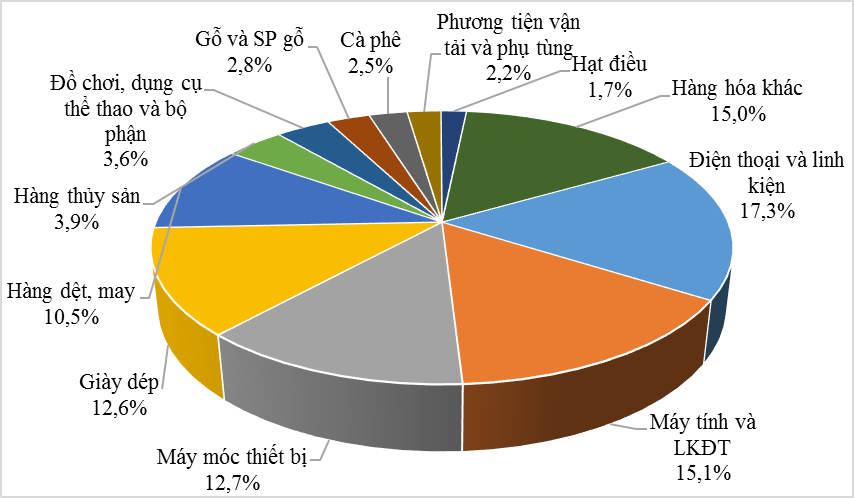 Phương tiện vận
tải và phụ tùng
2,2%
Gỗ và SP gỗ
2,8%
Cà phê
2,5%
Hạt điều
1,7%
Hàng hóa khác
15,0%
Đồ chơi, dụng cụ
thể thao và bộ
phận
3,6%
Điện thoại và linh
kiện
17,3%
Hàng thủy sản
3,9%
Hàng dệt, may
10,5%
Giày dép
12,6%
Máy tính và
LKĐT
15,1%
Máy móc thiết bị
12,7%